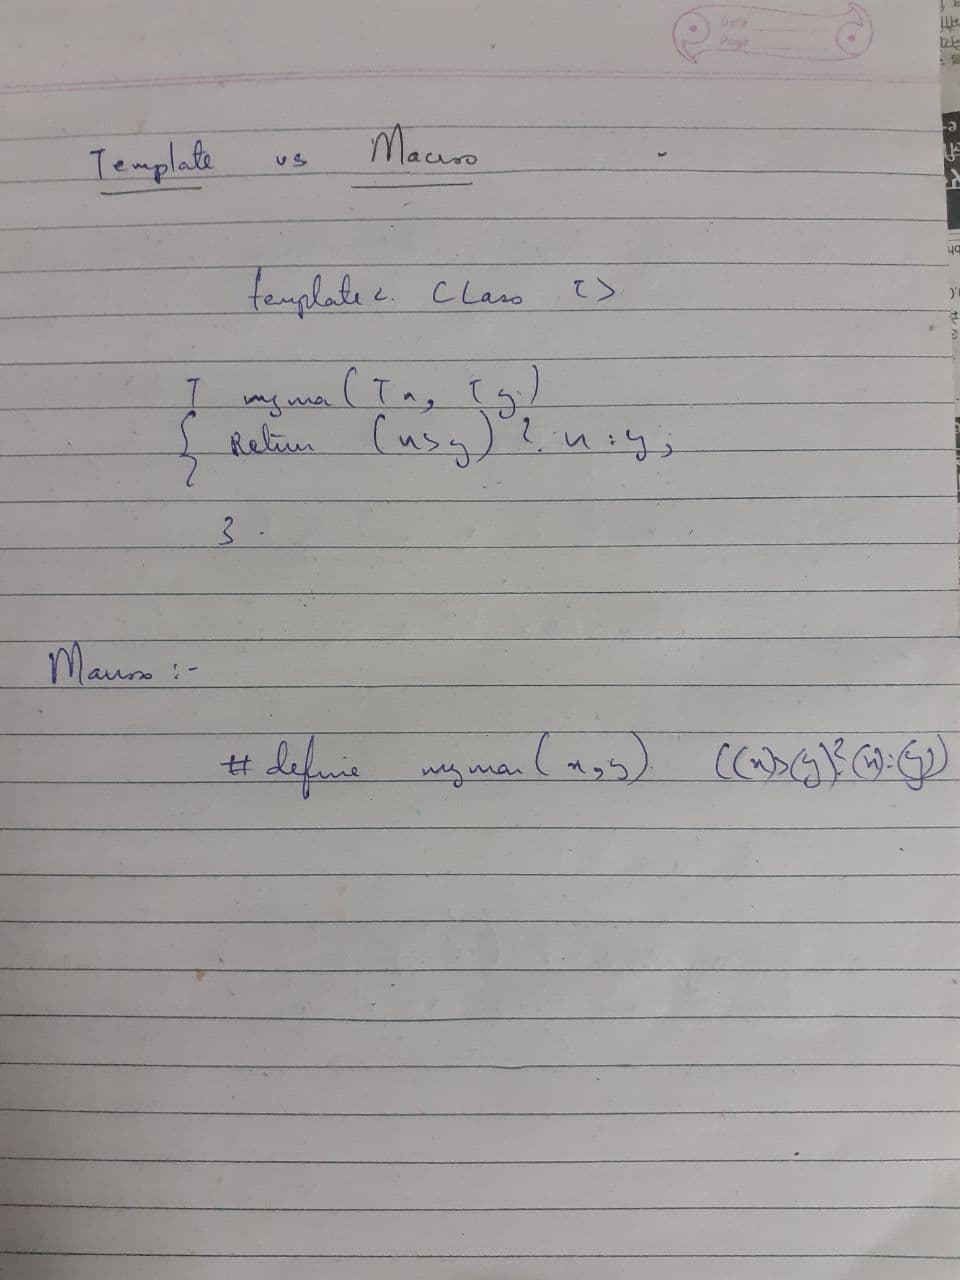 Date
Page
Template vs Macro
template < class T>
T mymax (T x, T y)
{ Return (x>y) ? x : y;
}
Macro :-
# define mymax (x,y) ((x)>(y)?(x):(y))